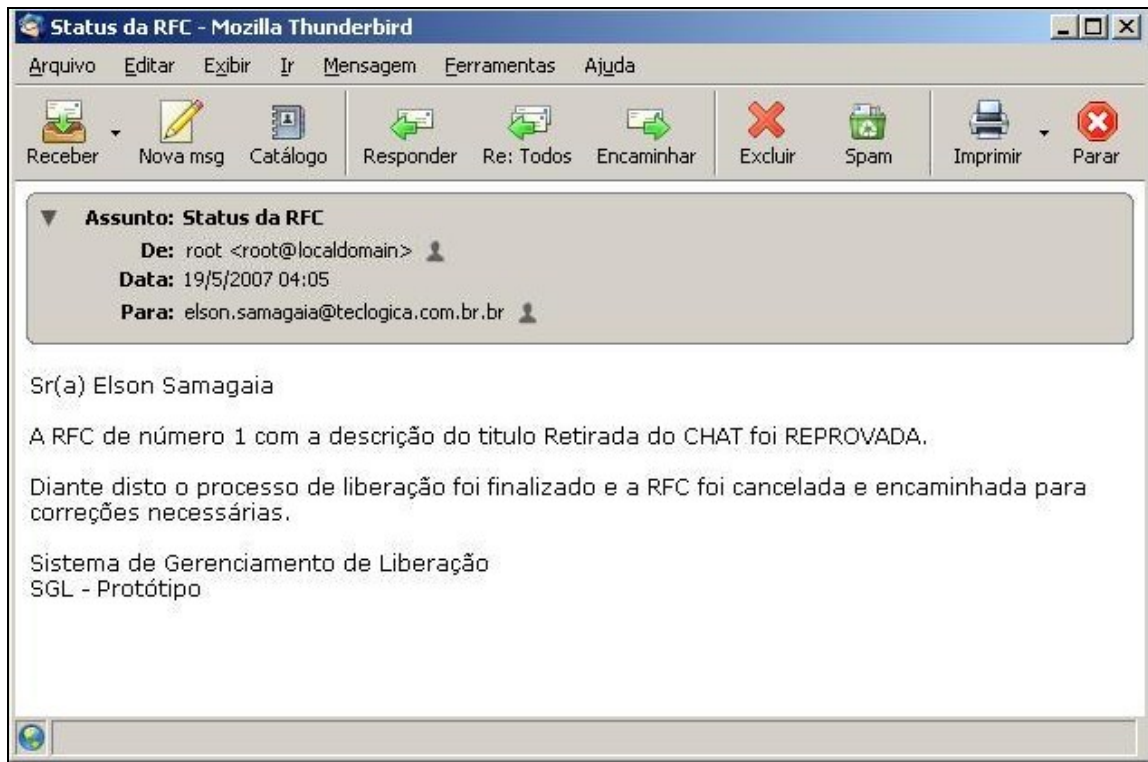 Status da RFC - Mozilla Thunderbird
Arquivo Editar Exibir Ir Mensagem Ferramentas Ajuda
Receber Nova msg Catálogo Responder Re: Todos Encaminhar Excluir Spam Imprimir Parar
Assunto: Status da RFC
De: root <root@localdomain>
Data: 19/5/2007 04:05
Para: elson.samagaia@teclogica.com.br.br
Sr(a) Elson Samagaia
A RFC de número 1 com a descrição do titulo Retirada do CHAT foi REPROVADA.
Diante disto o processo de liberação foi finalizado e a RFC foi cancelada e encaminhada para
correções necessárias.
Sistema de Gerenciamento de Liberação
SGL - Protótipo